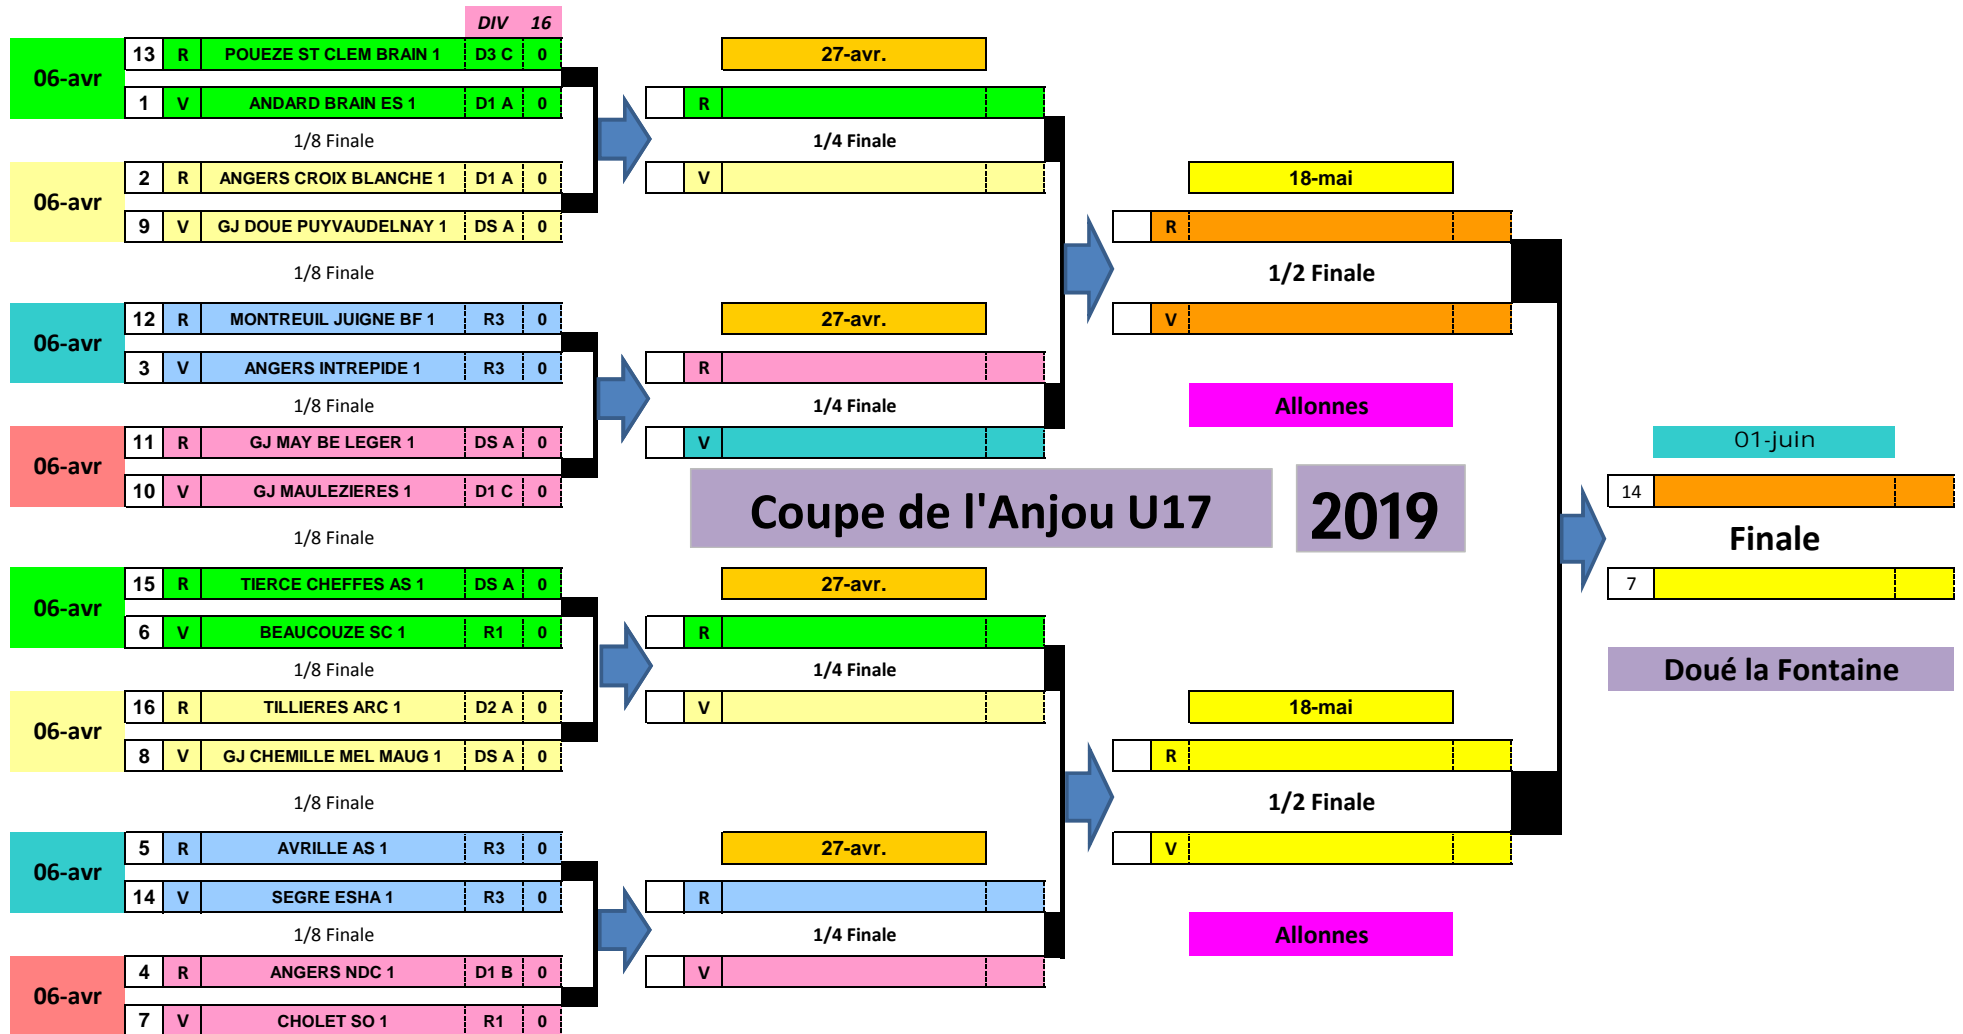 DIV 16
06-avr
13 R POUEZE ST CLEM BRAIN 1 D3 C 0
1 V ANDARD BRAIN ES 1 D1 A 0
1/8 Finale
06-avr
2 R ANGERS CROIX BLANCHE 1 D1 A 0
9 V GJ DOUE PUYVAUDELNAY 1 DS A 0
1/8 Finale
06-avr
12 R MONTREUIL JUIGNE BF 1 R3 0
3 V ANGERS INTREPIDE 1 R3 0
1/8 Finale
06-avr
11 R GJ MAY BE LEGER 1 DS A 0
10 V GJ MAULEZIERES 1 D1 C 0
1/8 Finale
06-avr
15 R TIERCE CHEFFES AS 1 DS A 0
6 V BEAUCOUZE SC 1 R1 0
1/8 Finale
06-avr
16 R TILLIERES ARC 1 D2 A 0
8 V GJ CHEMILLE MEL MAUG 1 DS A 0
1/8 Finale
06-avr
5 R AVRILLE AS 1 R3 0
14 V SEGRE ESHA 1 R3 0
1/8 Finale
06-avr
4 R ANGERS NDC 1 D1 B 0
7 V CHOLET SO 1 R1 0
27-avr.
R
1/4 Finale
V
27-avr.
R
1/4 Finale
V
Coupe de l'Anjou U17
2019
27-avr.
R
1/4 Finale
V
27-avr.
R
1/4 Finale
V
18-mai
R
1/2 Finale
V
Allonnes
18-mai
R
1/2 Finale
V
Allonnes
01-juin
14
Finale
7
Doué la Fontaine